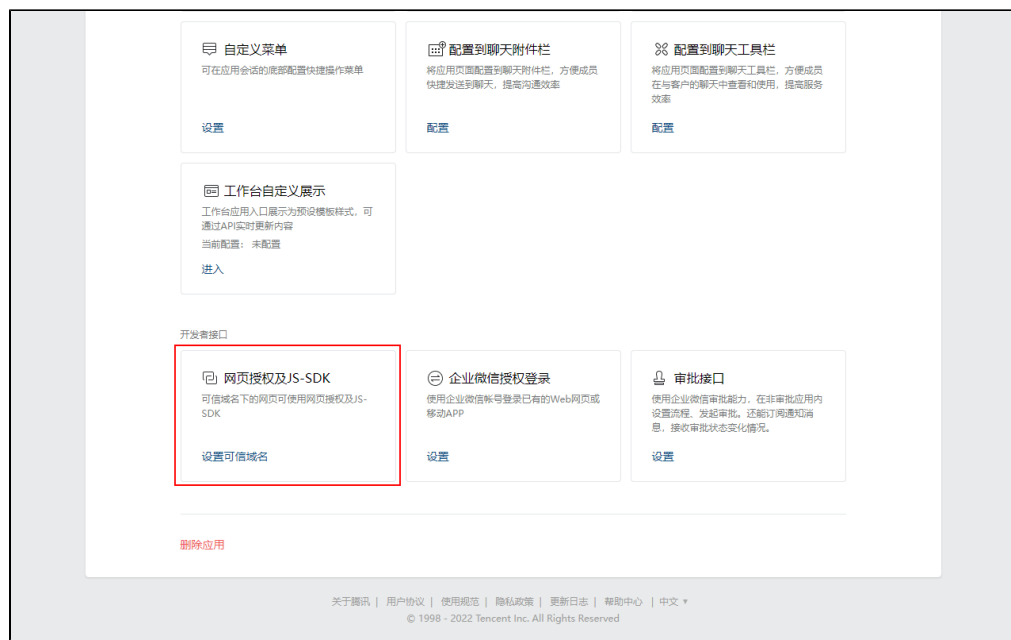 自定义菜单
可在应用会话的底部配置快捷操作菜单
设置
配置到聊天附件栏
将应用页面配置到聊天附件栏，方便成员
快捷发送到聊天，提高沟通效率
配置
配置到聊天工具栏
将应用页面配置到聊天工具栏，方便成员
在与客户的聊天中查看和使用，提高服务
效率
配置
工作台自定义展示
工作台应用入口展示为预设模板样式，可
通过API实时更新内容
当前配置： 未配置
进入
开发者接口
网页授权及JS-SDK
可信域名下的网页可使用网页授权及JS-
SDK
设置可信域名
企业微信授权登录
使用企业微信帐号登录已有的Web网页或
移动APP
设置
审批接口
使用企业微信审批能力，在非审批应用内
设置流程、发起审批。还能订阅通知消
息，接收审批状态变化情况。
设置
删除应用
关于腾讯 | 用户协议 | 使用规范 | 隐私政策 | 更新日志 | 帮助中心 | 中文
© 1998 - 2022 Tencent Inc. All Rights Reserved